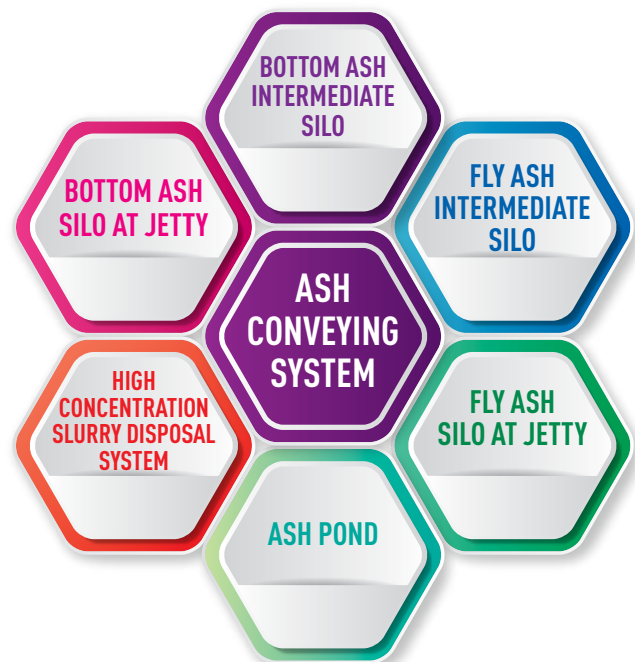 BOTTOM ASH
INTERMEDIATE
SILO
BOTTOM ASH
SILO AT JETTY
FLY ASH
INTERMEDIATE
SILO
ASH
CONVEYING
SYSTEM
HIGH
CONCENTRATION
SLURRY DISPOSAL
SYSTEM
FLY ASH
SILO AT JETTY
ASH POND